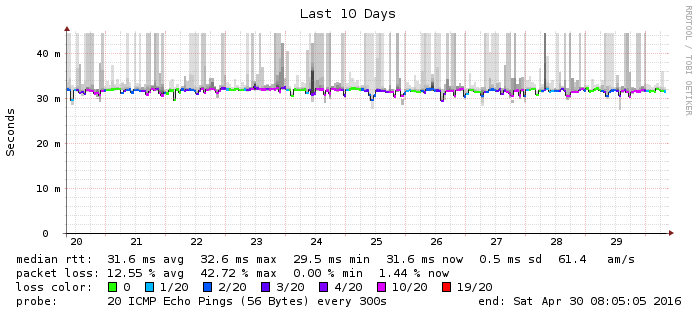 Last 10 Days
RRDTOOL / TOBI OETIKER
Seconds
40 m
30 m
20 m
10 m
0
20 21 22 23 24 25 26 27 28 29
median rtt: 31.6 ms avg 32.6 ms max 29.5 ms min 31.6 ms now 0.5 ms sd 61.4 am/s
packet loss: 12.55 % avg 42.72 % max 0.00 % min 1.44 % now
loss color: 0 1/20 2/20 3/20 4/20 10/20 19/20
probe: 20 ICMP Echo Pings (56 Bytes) every 300s end: Sat Apr 30 08:05:05 2016